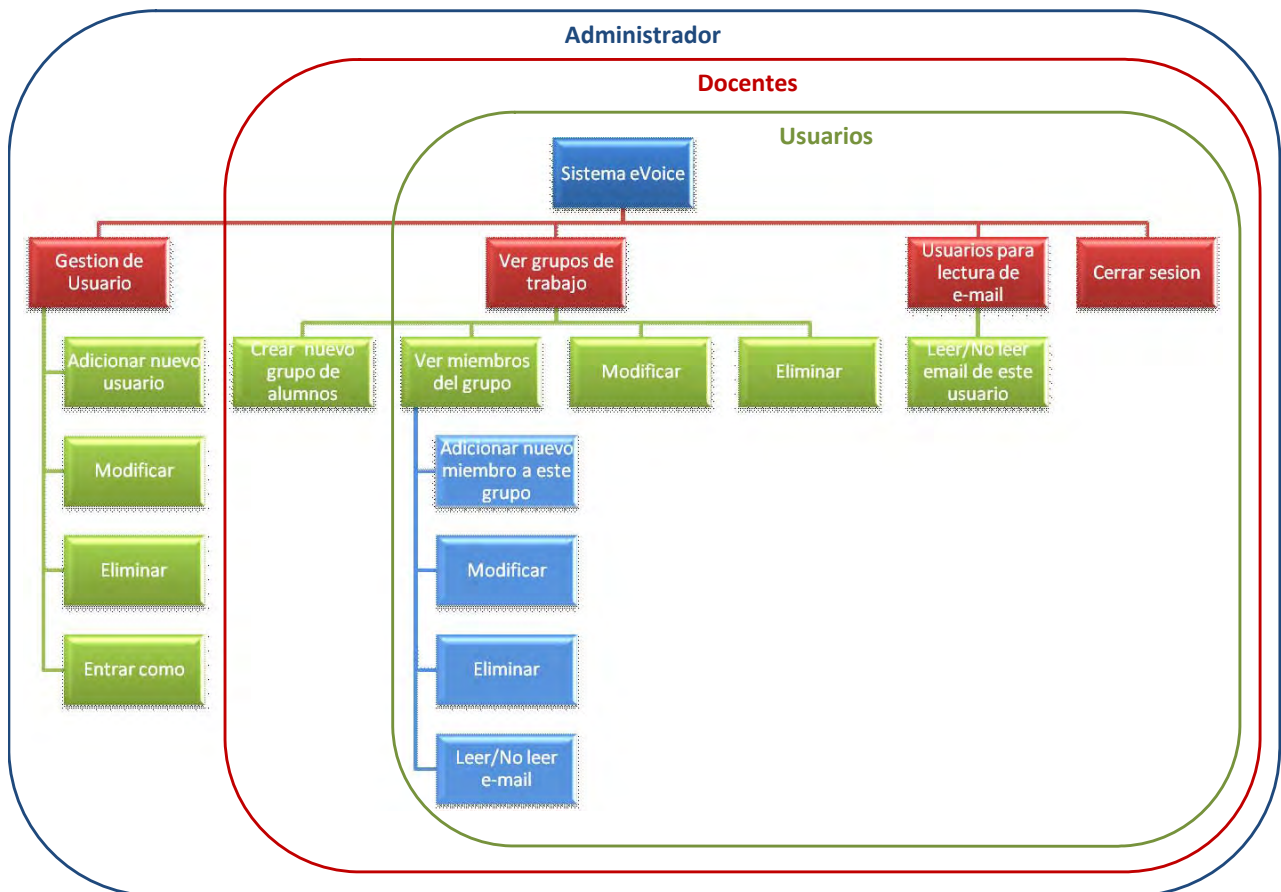 Administrador
Docentes
Usuarios
Sistema eVoice
Gestion de
Usuario
Ver grupos de
trabajo
Usuarios para
lectura de
e-mail
Cerrar sesion
Adicionar nuevo
usuario
Crear nuevo
grupo de
alumnos
Ver miembros
del grupo
Modificar
Eliminar
Leer/No leer
email de este
usuario
Modificar
Adicionar nuevo
miembro a este
grupo
Eliminar
Modificar
Entrar como
Eliminar
Leer/No leer
e-mail